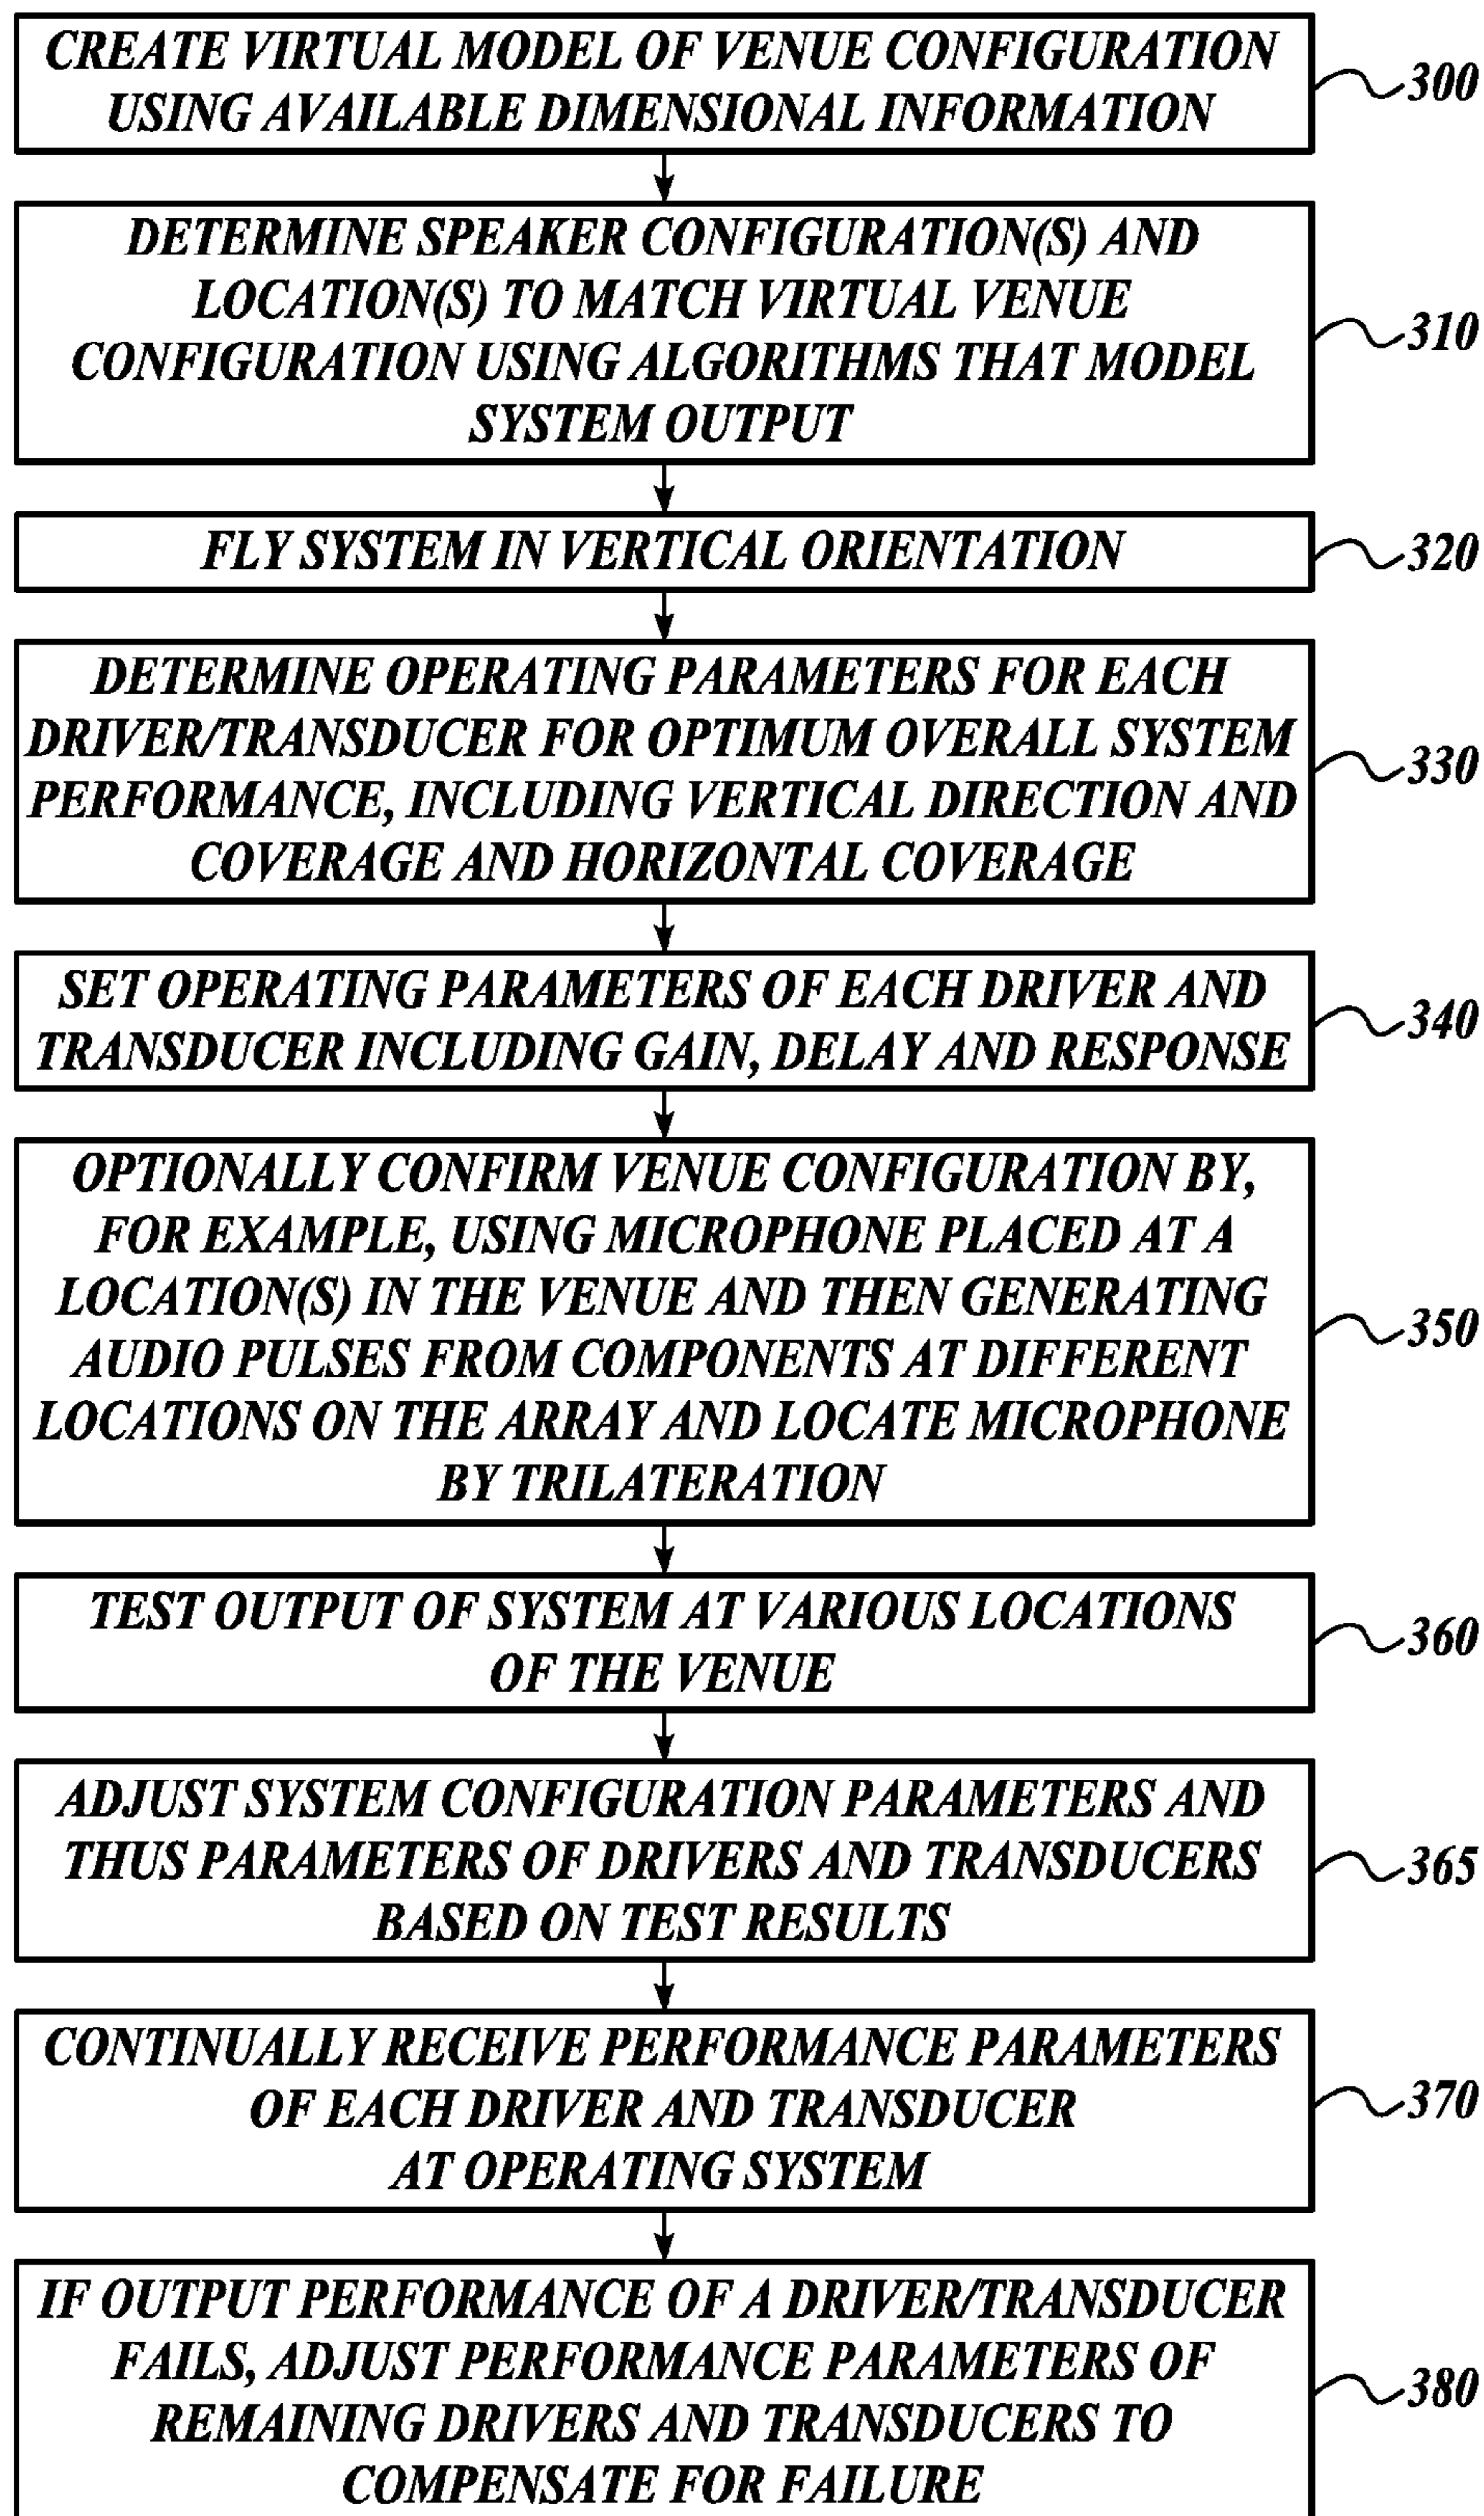 CREATE VIRTUAL MODEL OF VENUE CONFIGURATION
USING AVAILABLE DIMENSIONAL INFORMATION
300
DETERMINE SPEAKER CONFIGURATION(S) AND
LOCATION(S) TO MATCH VIRTUAL VENUE
CONFIGURATION USING ALGORITHMS THAT MODEL
SYSTEM OUTPUT
310
FLY SYSTEM IN VERTICAL ORIENTATION
320
DETERMINE OPERATING PARAMETERS FOR EACH
DRIVER/TRANSDUCER FOR OPTIMUM OVERALL SYSTEM
PERFORMANCE, INCLUDING VERTICAL DIRECTION AND
COVERAGE AND HORIZONTAL COVERAGE
330
SET OPERATING PARAMETERS OF EACH DRIVER AND
TRANSDUCER INCLUDING GAIN, DELAY AND RESPONSE
340
OPTIONALLY CONFIRM VENUE CONFIGURATION BY,
FOR EXAMPLE, USING MICROPHONE PLACED AT A
LOCATION(S) IN THE VENUE AND THEN GENERATING
AUDIO PULSES FROM COMPONENTS AT DIFFERENT
LOCATIONS ON THE ARRAY AND LOCATE MICROPHONE
BY TRILATERATION
350
TEST OUTPUT OF SYSTEM AT VARIOUS LOCATIONS
OF THE VENUE
360
ADJUST SYSTEM CONFIGURATION PARAMETERS AND
THUS PARAMETERS OF DRIVERS AND TRANSDUCERS
BASED ON TEST RESULTS
365
CONTINUALLY RECEIVE PERFORMANCE PARAMETERS
OF EACH DRIVER AND TRANSDUCER
AT OPERATING SYSTEM
370
IF OUTPUT PERFORMANCE OF A DRIVER/TRANSDUCER
FAILS, ADJUST PERFORMANCE PARAMETERS OF
REMAINING DRIVERS AND TRANSDUCERS TO
COMPENSATE FOR FAILURE
380